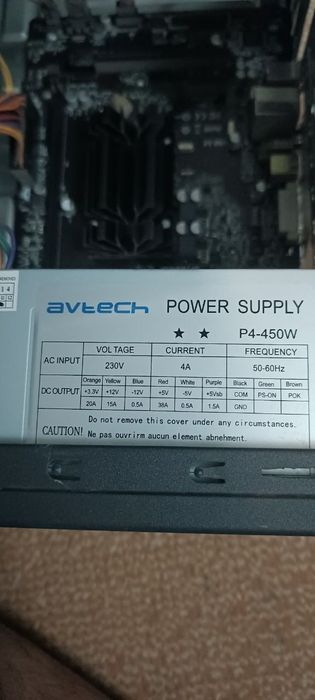 avtech POWER SUPPLY
★ ★ P4-450W
VOLTAGE CURRENT FREQUENCY
AC INPUT 230V 4A 50-60Hz
Orange Yellow Blue Red White Purple Black Green Brown
DC OUTPUT +3.3V +12V -12V +5V -5V +5Vsb COM PS-ON POK
20A 15A 0.5A 38A 0.5A 1.5A GND
Do not remove this cover under any circumstances.
CAUTION! Ne pas ouvrirm aucun element abnehment.